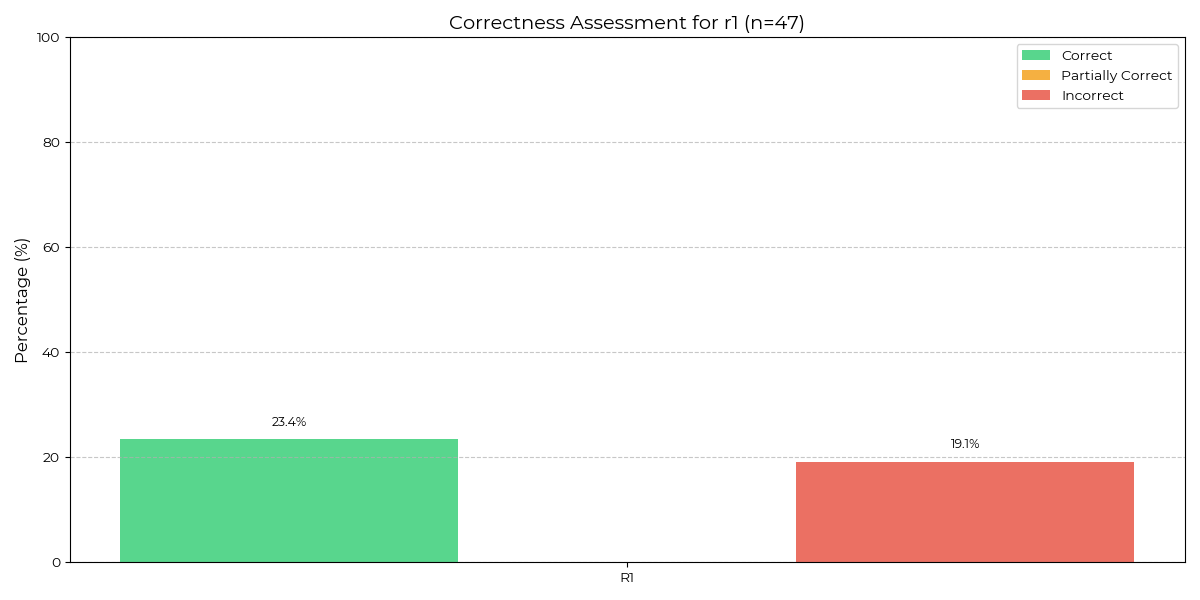 Correctness Assessment for r1 (n=47)
100
80
60
40
20
0
Percentage (%)
Correct
Partially Correct
Incorrect
23.4%
19.1%
R1